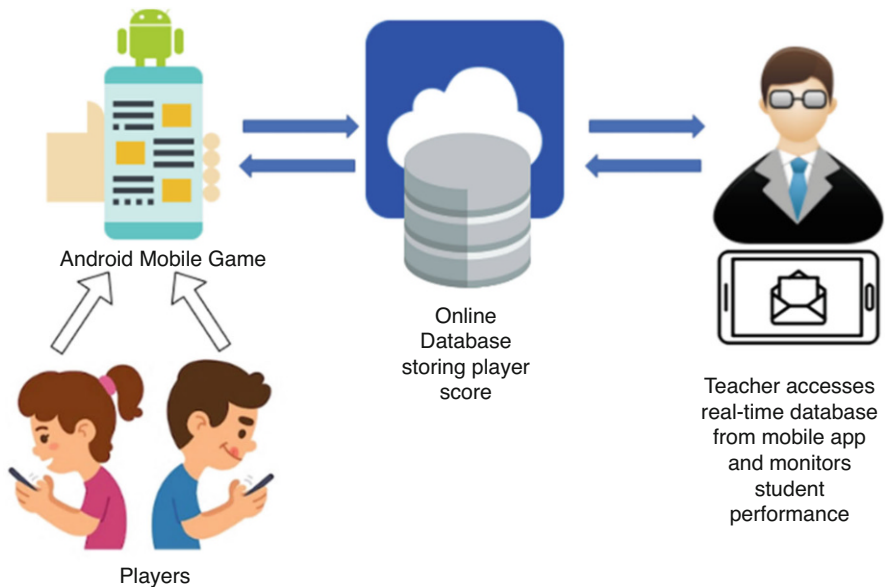 Android Mobile Game
Players
Online
Database
storing player
score
Teacher accesses
real-time database
from mobile app
and monitors
student
performance